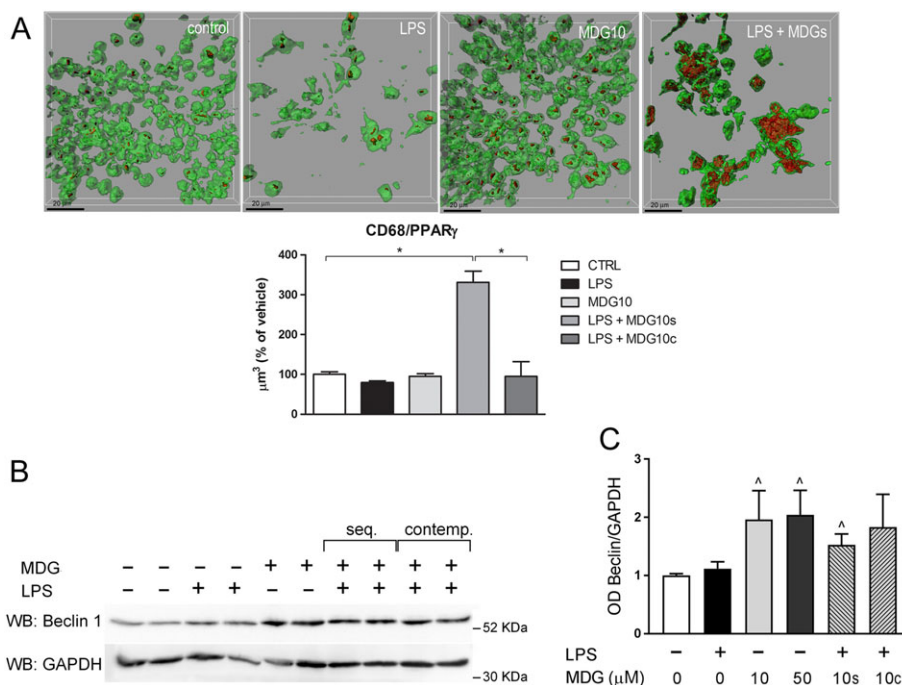 A
control
LPS
MDG10
LPS + MDGs
20 µm
20 µm
20 µm
20 µm
CD68/PPARγ
µm³ (% of vehicle)
400
300
200
100
0
*
*
CTRL
LPS
MDG10
LPS + MDG10s
LPS + MDG10c
B
seq. contemp.
MDG – – – – + + + + + +
LPS – – + + – – + + + +
WB: Beclin 1
– 52 KDa
WB: GAPDH
– 30 KDa
C
OD Beclin/GAPDH
3
2
1
0
^
^
^
LPS – + – – + +
MDG (µM) 0 0 10 50 10s 10c